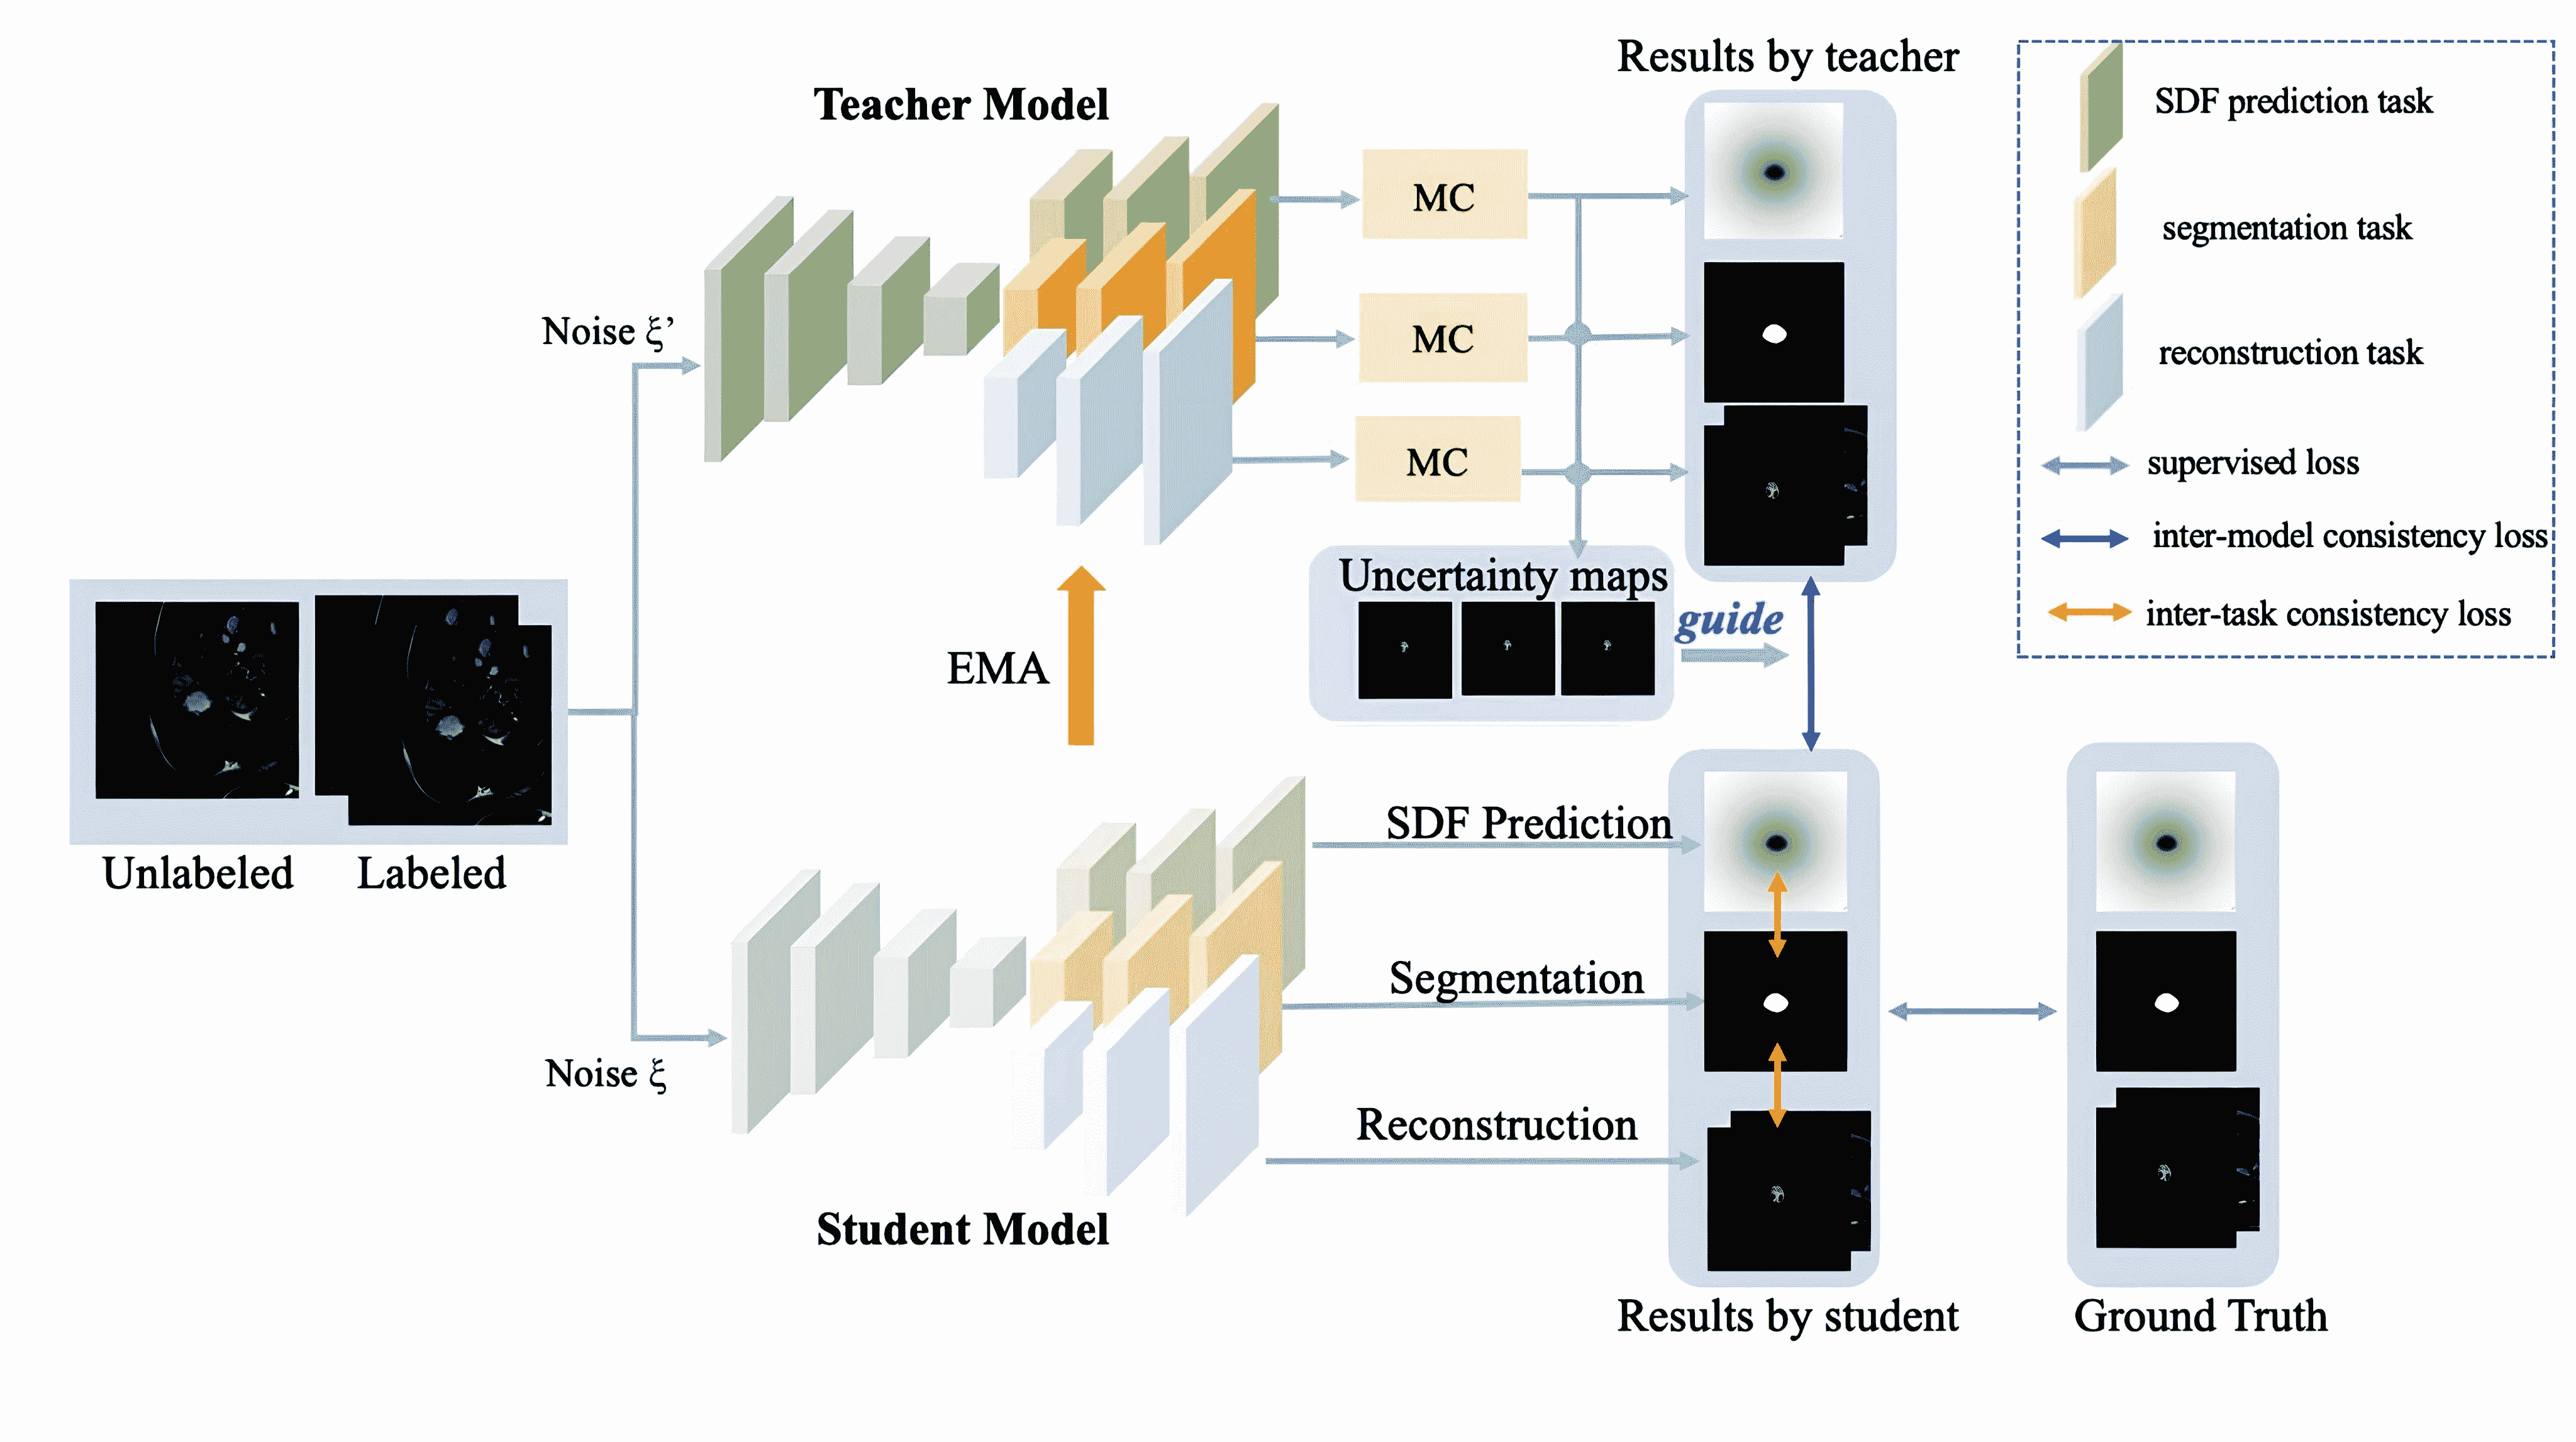 Results by teacher
Teacher Model
SDF prediction task
MC
segmentation task
Noise ξ’
MC
reconstruction task
MC
supervised loss
inter-model consistency loss
Uncertainty maps
guide
inter-task consistency loss
EMA
Unlabeled
Labeled
SDF Prediction
Segmentation
Noise ξ
Reconstruction
Student Model
Results by student
Ground Truth